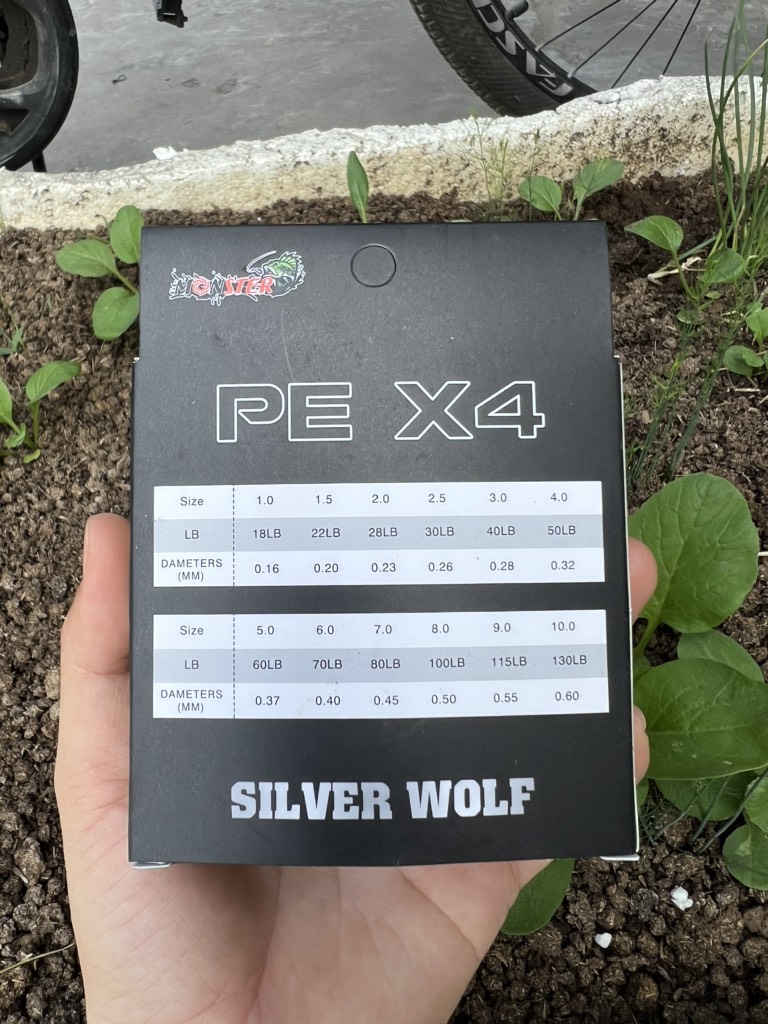 FASC
MONSTER
PE X4
Size 1.0 1.5 2.0 2.5 3.0 4.0
LB 18LB 22LB 28LB 30LB 40LB 50LB
DAMETERS
(MM) 0.16 0.20 0.23 0.26 0.28 0.32
Size 5.0 6.0 7.0 8.0 9.0 10.0
LB 60LB 70LB 80LB 100LB 115LB 130LB
DAMETERS
(MM) 0.37 0.40 0.45 0.50 0.55 0.60
SILVER WOLF